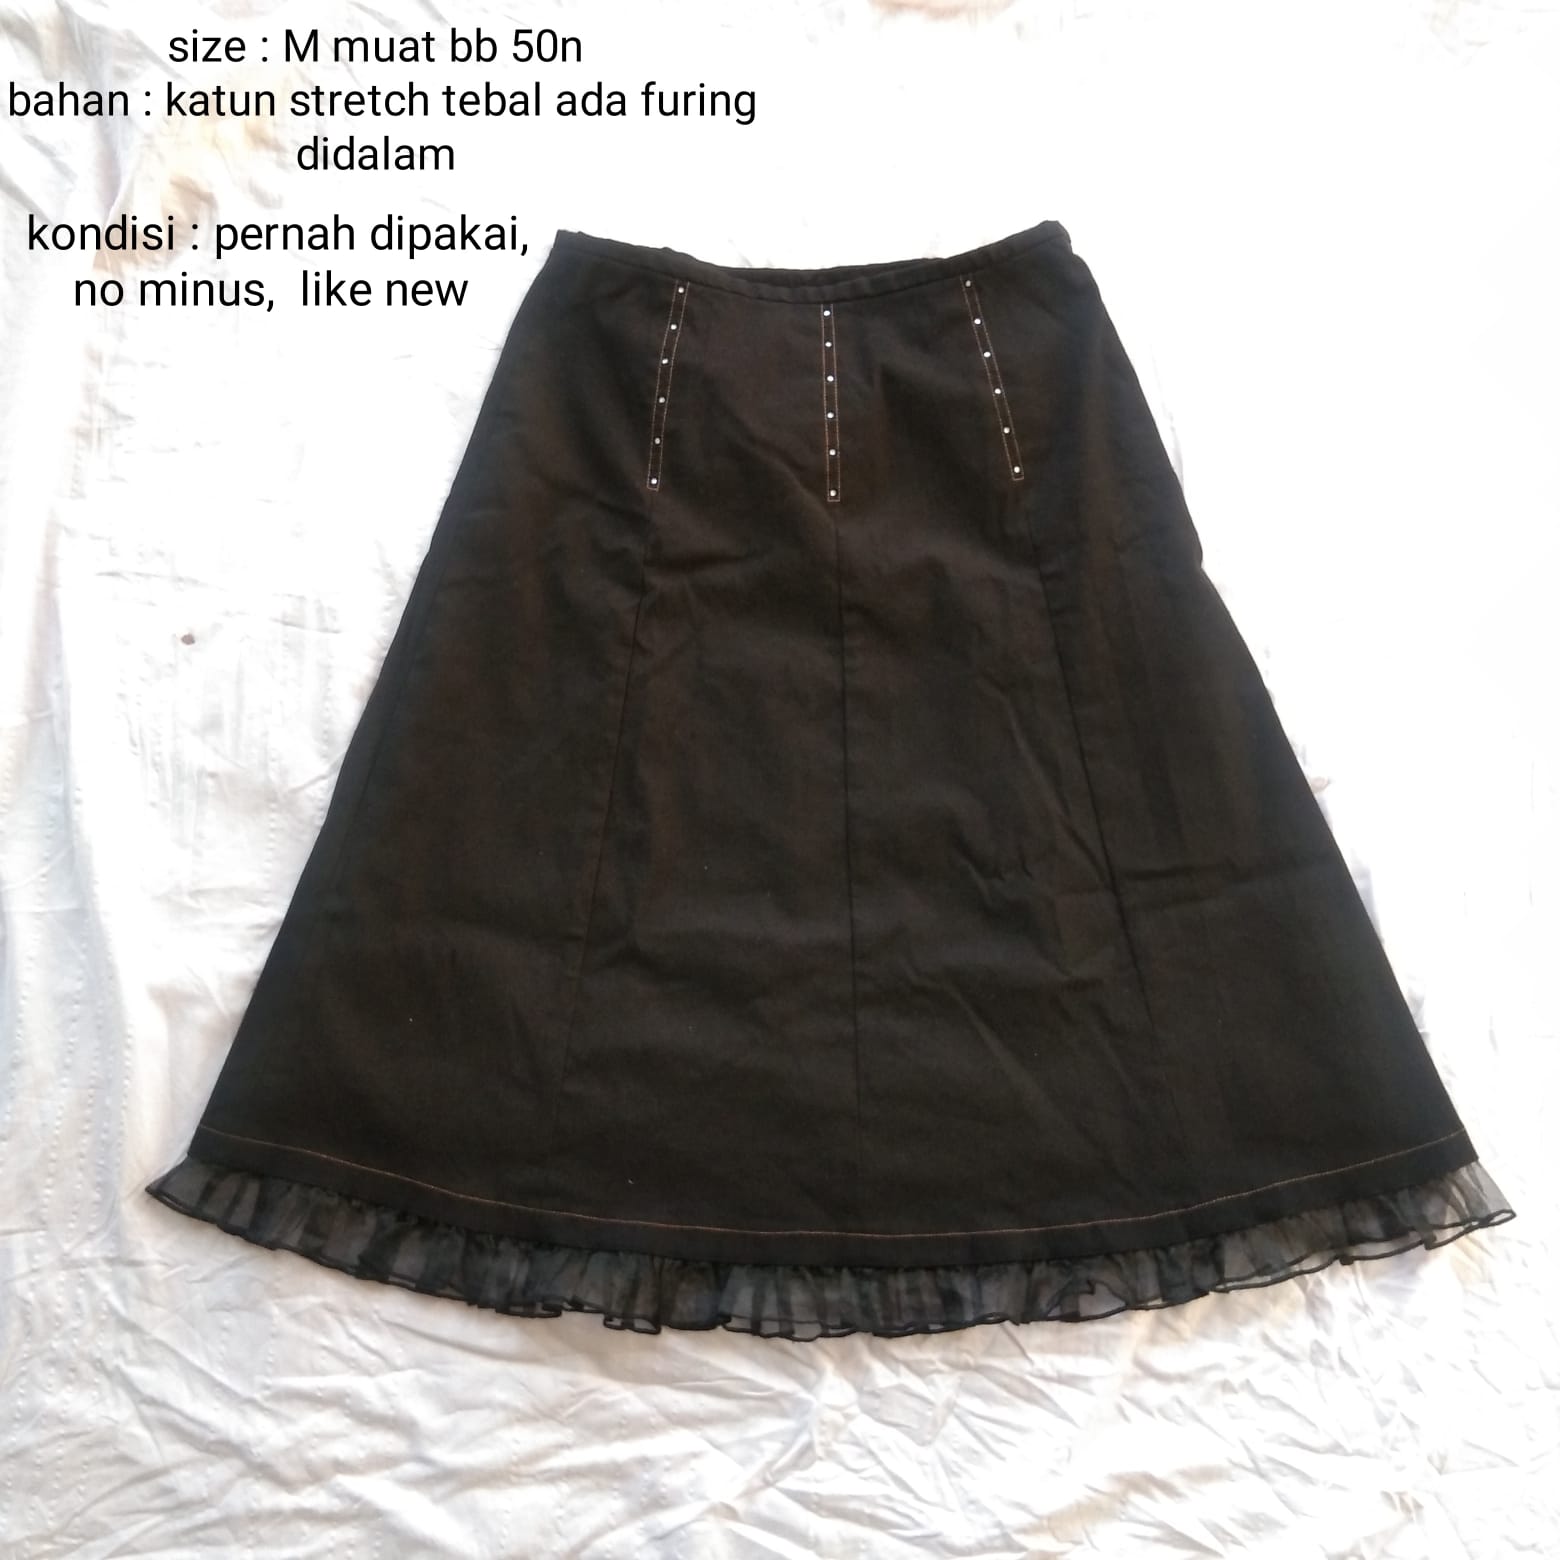 size : M muat bb 50n
bahan : katun stretch tebal ada furing
didalam
kondisi : pernah dipakai,
no minus,  like new